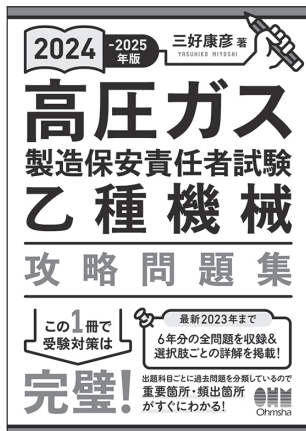 2024
-2025
年版
三好康彦 著
YASUHIKO MIYOSHI
高圧ガス
製造保安責任者試験
乙種機械
攻略問題集
この1冊で
受験対策は
完璧!
最新2023年まで
6年分の全問題を収録&
選択肢ごとの詳解を掲載!
出題科目ごとに過去問題を分類しているので
重要箇所・頻出箇所
がすぐにわかる!
OHM
Ohmsha